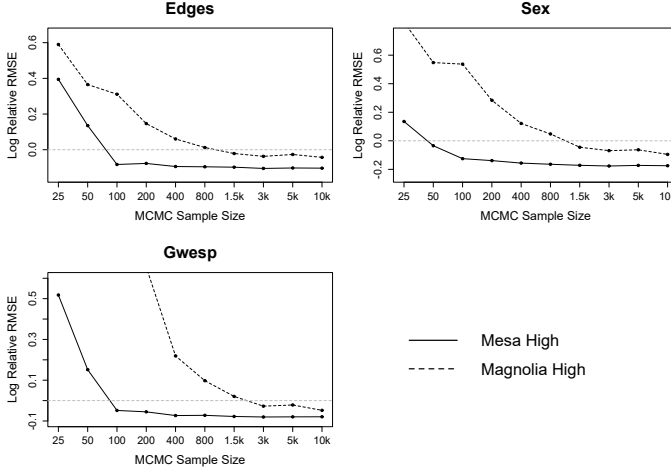 Edges
Log Relative RMSE
0.6
0.4
0.2
0.0
25 50 100 200 400 800 1.5k 3k 5k 10k
MCMC Sample Size
Sex
Log Relative RMSE
0.6
0.4
0.2
0.0
-0.2
25 50 100 200 400 800 1.5k 3k 5k 10k
MCMC Sample Size
Gwesp
Log Relative RMSE
0.5
0.3
0.1
-0.1
25 50 100 200 400 800 1.5k 3k 5k 10k
MCMC Sample Size
Mesa High
Magnolia High